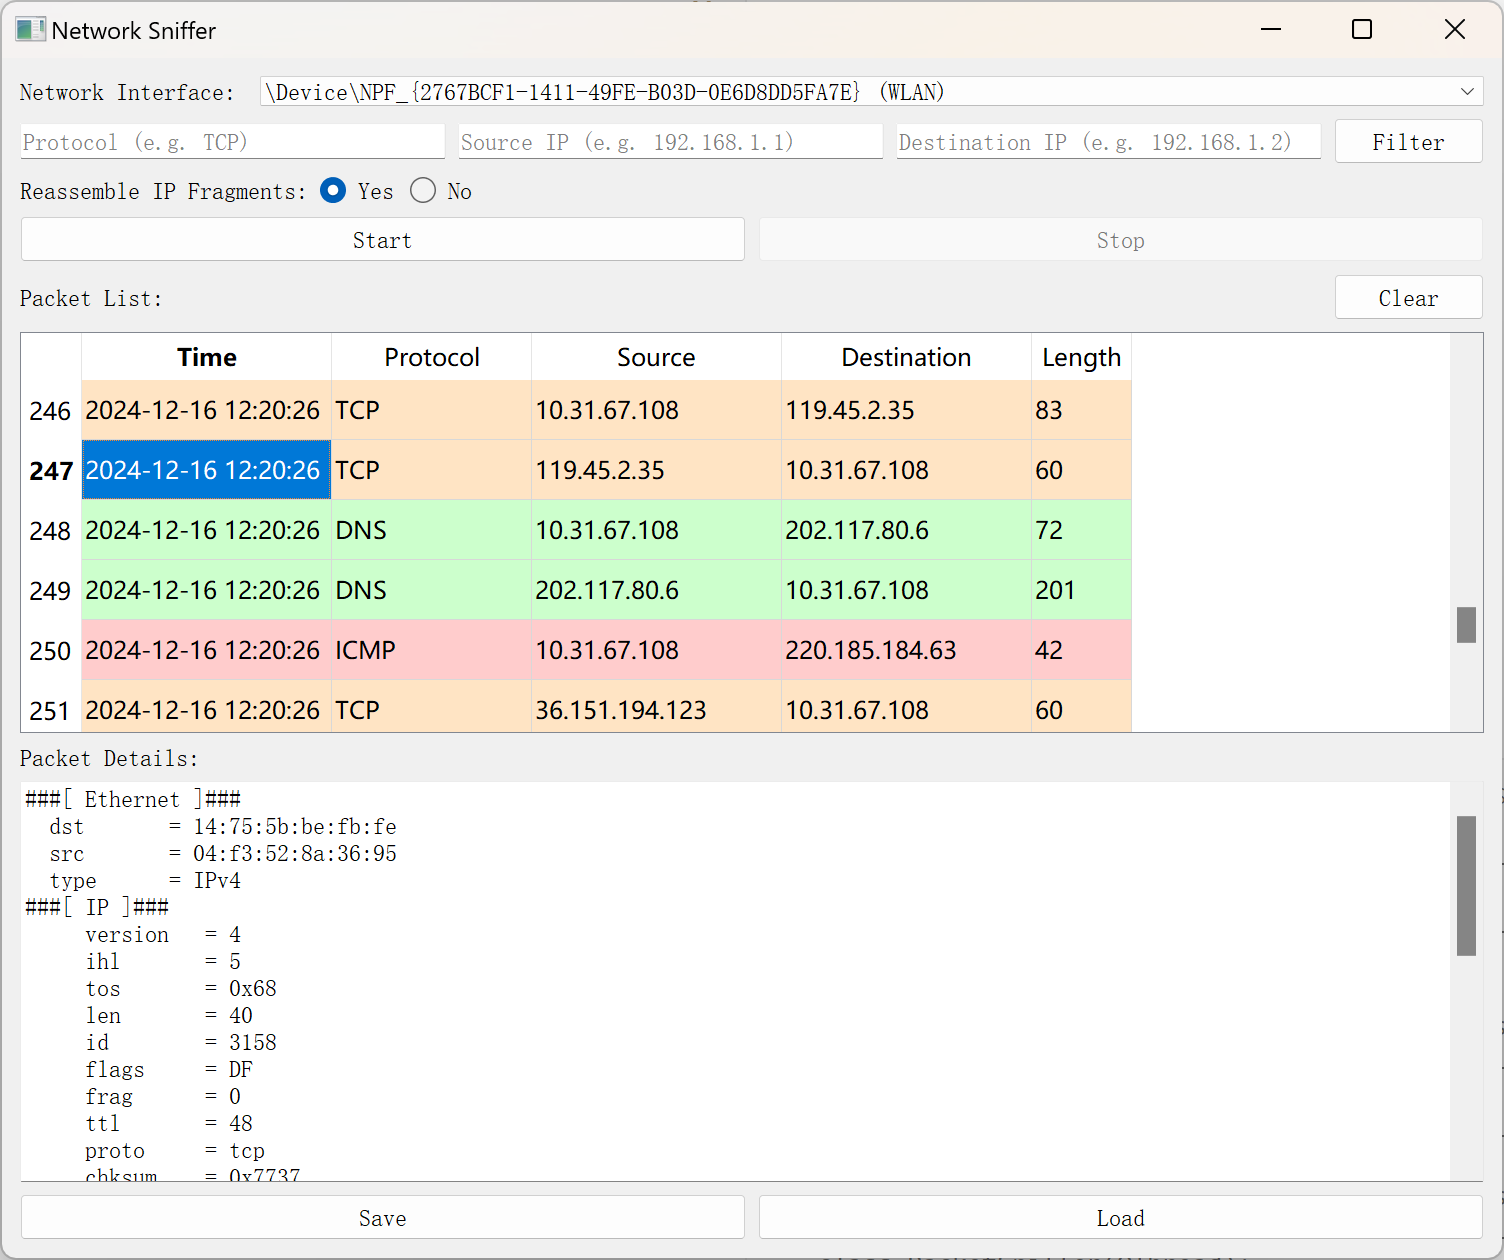 Network Sniffer
Network Interface: \Device\NPF_{2767BCF1-1411-49FE-B03D-0E6D8DD5FA7E} (WLAN)
Protocol (e.g. TCP) Source IP (e.g. 192.168.1.1) Destination IP (e.g. 192.168.1.2) Filter
Reassemble IP Fragments: Yes No
Start Stop
Packet List: Clear
Time Protocol Source Destination Length
246 2024-12-16 12:20:26 TCP 10.31.67.108 119.45.2.35 83
247 2024-12-16 12:20:26 TCP 119.45.2.35 10.31.67.108 60
248 2024-12-16 12:20:26 DNS 10.31.67.108 202.117.80.6 72
249 2024-12-16 12:20:26 DNS 202.117.80.6 10.31.67.108 201
250 2024-12-16 12:20:26 ICMP 10.31.67.108 220.185.184.63 42
251 2024-12-16 12:20:26 TCP 36.151.194.123 10.31.67.108 60
Packet Details:
###[ Ethernet ]###
dst = 14:75:5b:be:fb:fe
src = 04:f3:52:8a:36:95
type = IPv4
###[ IP ]###
version = 4
ihl = 5
tos = 0x68
len = 40
id = 3158
flags = DF
frag = 0
ttl = 48
proto = tcp
chksum = 0x7737
Save Load